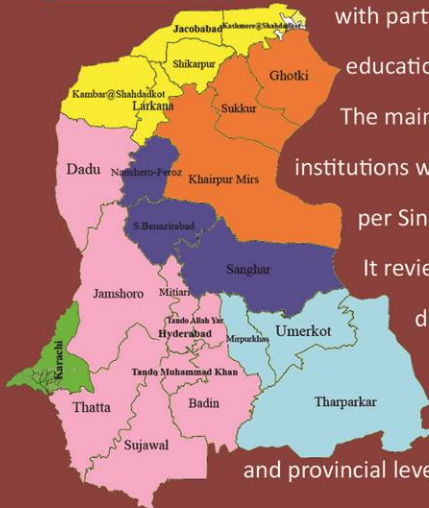 with part
educatio
The main
institutions w
per Sin
It revie
d
and provincial leve
Jacobabad
Kashmore@Shahdadkot
Shikarpur
Ghotki
Kambar@Shahdadkot
Larkana
Sukkur
Dadu
Naushero-Feroz
Khairpur Mirs
S.Benazirabad
Sanghar
Jamshoro
Mitiari
Tando Allah Yar
Hyderabad
Mirpurkhas
Umerkot
Karachi
Tando Muhammad Khan
Thatta
Badin
Tharparkar
Sujawal